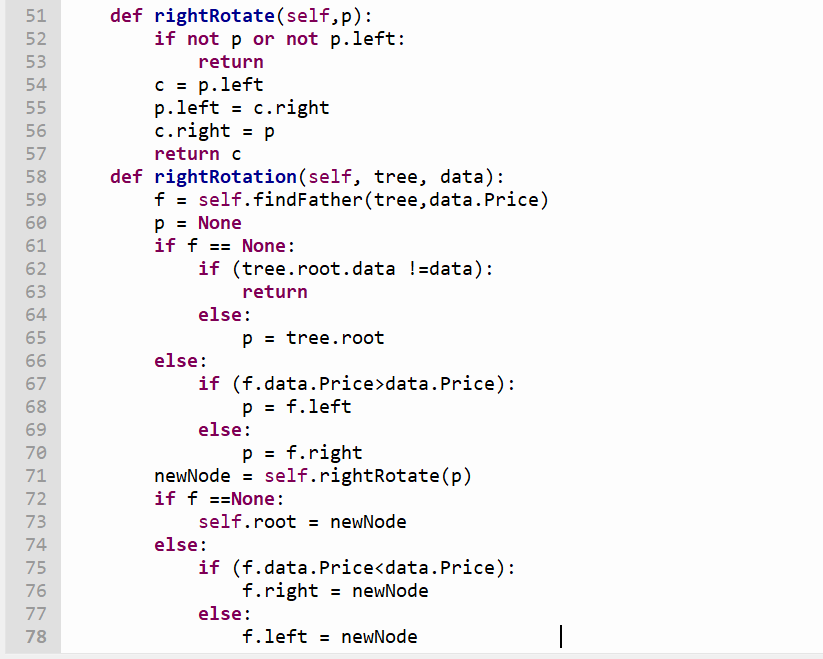 51     def rightRotate(self,p):
52         if not p or not p.left:
53             return
54         c = p.left
55         p.left = c.right
56         c.right = p
57         return c
58     def rightRotation(self, tree, data):
59         f = self.findFather(tree,data.Price)
60         p = None
61         if f == None:
62             if (tree.root.data !=data):
63                 return
64             else:
65                 p = tree.root
66         else:
67             if (f.data.Price>data.Price):
68                 p = f.left
69             else:
70                 p = f.right
71         newNode = self.rightRotate(p)
72         if f ==None:
73             self.root = newNode
74         else:
75             if (f.data.Price<data.Price):
76                 f.right = newNode
77             else:
78                 f.left = newNode